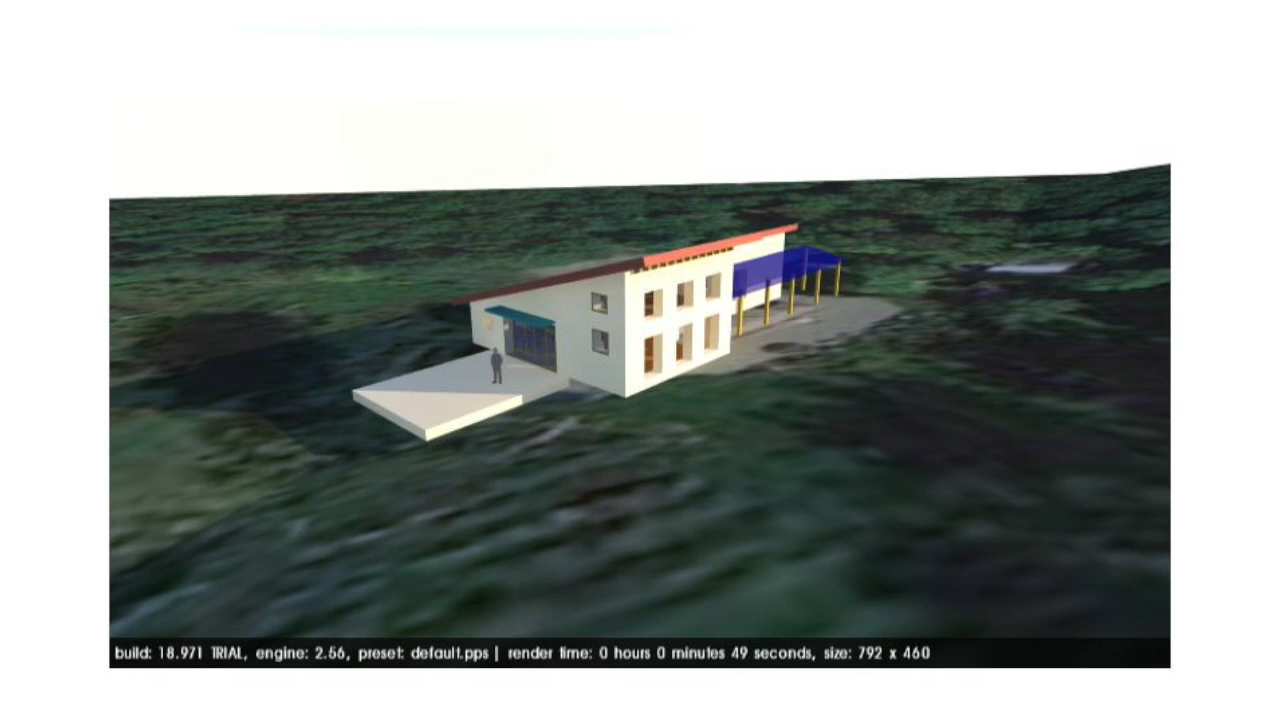 build: 18.971 TRIAL, engine: 2.56, preset: default.pps | render time: 0 hours 0 minutes 49 seconds, size: 792 x 460